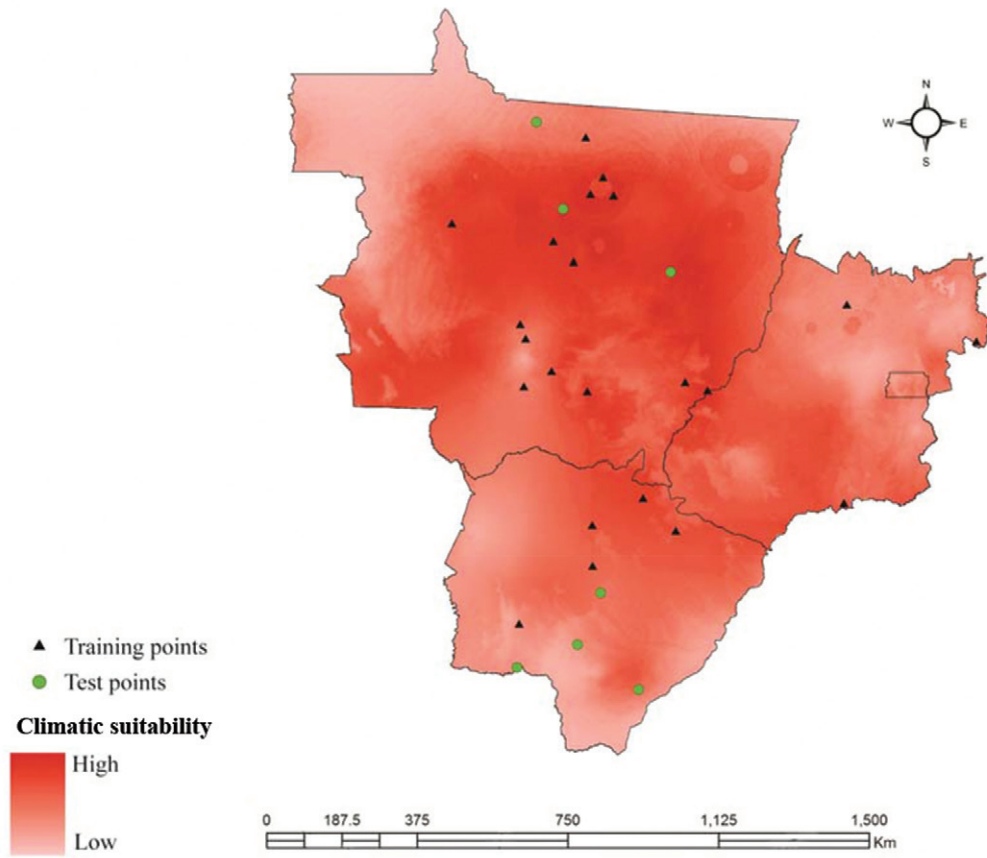 N
W E
S
Training points
Test points
Climatic suitability
High
Low
0 187.5 375 750 1,125 1,500
Km